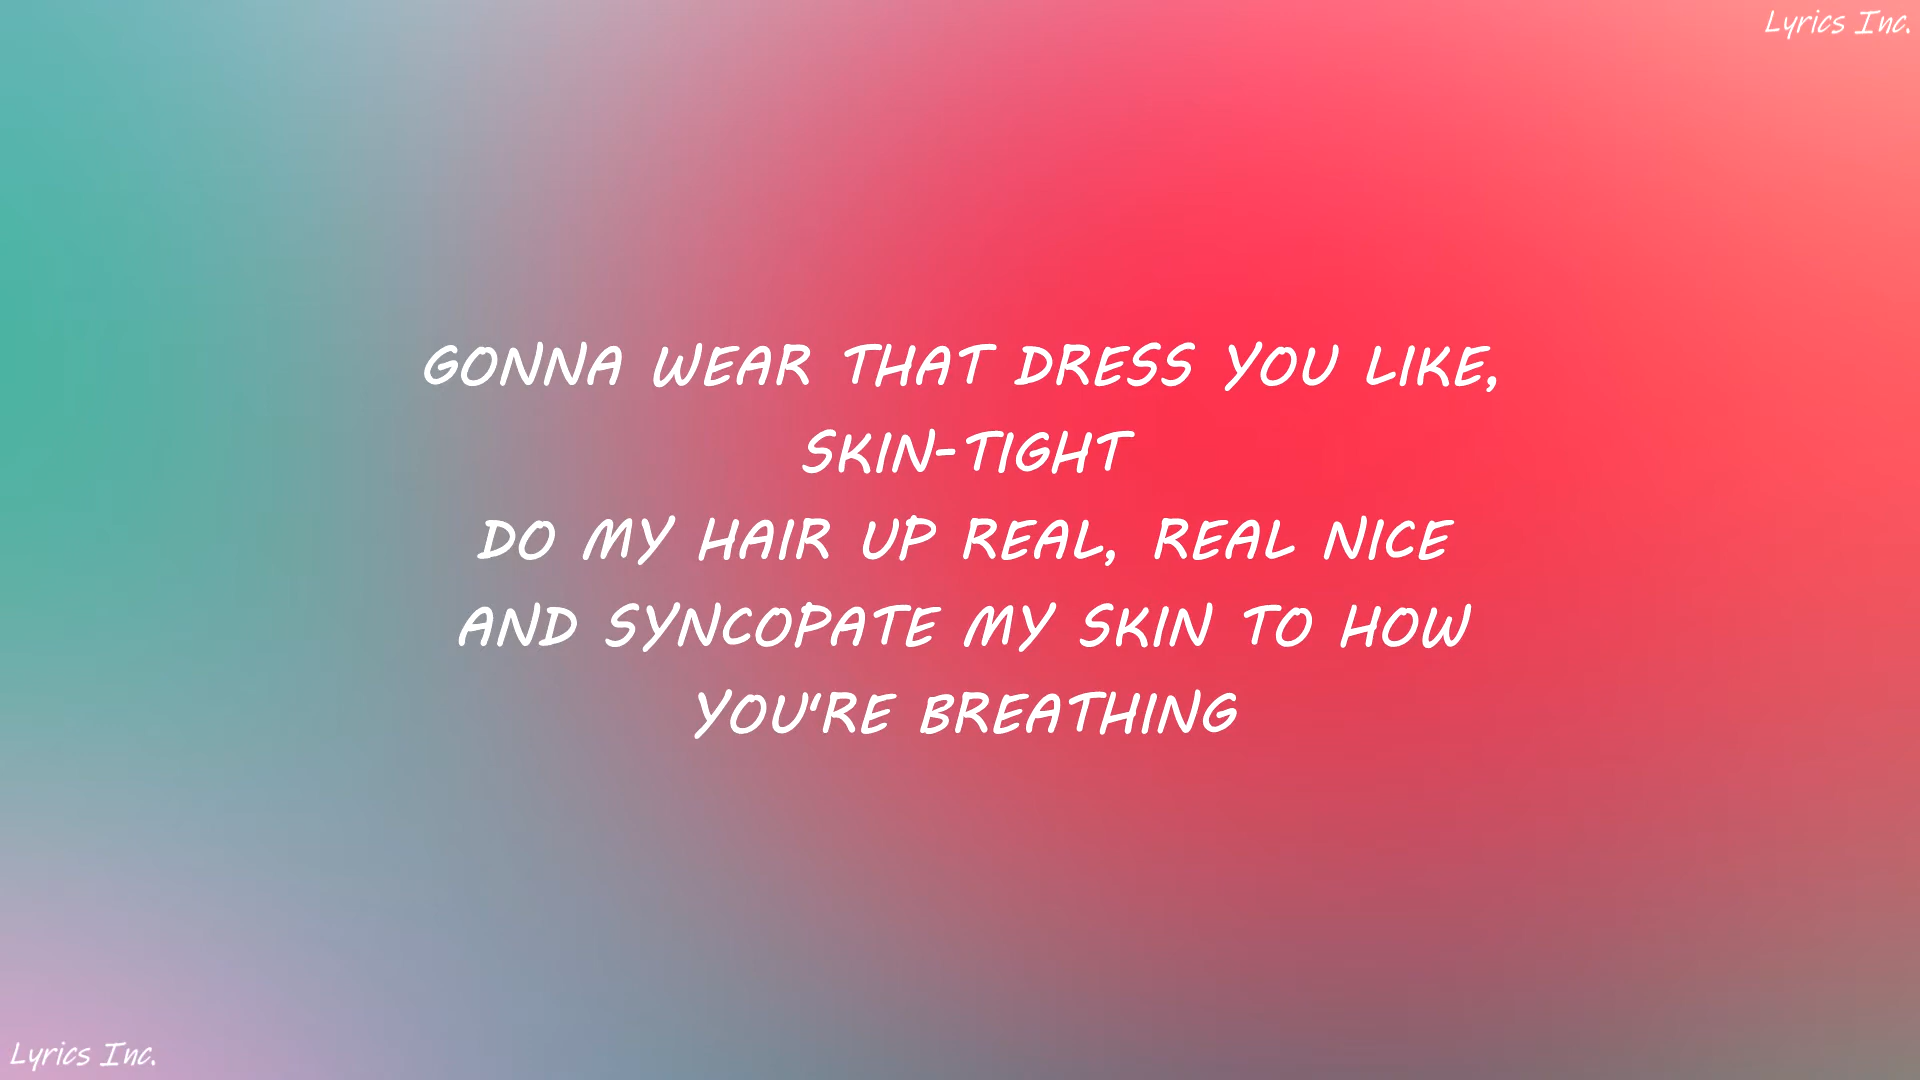 Lyrics Inc.
GONNA WEAR THAT DRESS YOU LIKE,
SKIN-TIGHT
DO MY HAIR UP REAL, REAL NICE
AND SYNCOPATE MY SKIN TO HOW
YOU'RE BREATHING
Lyrics Inc.